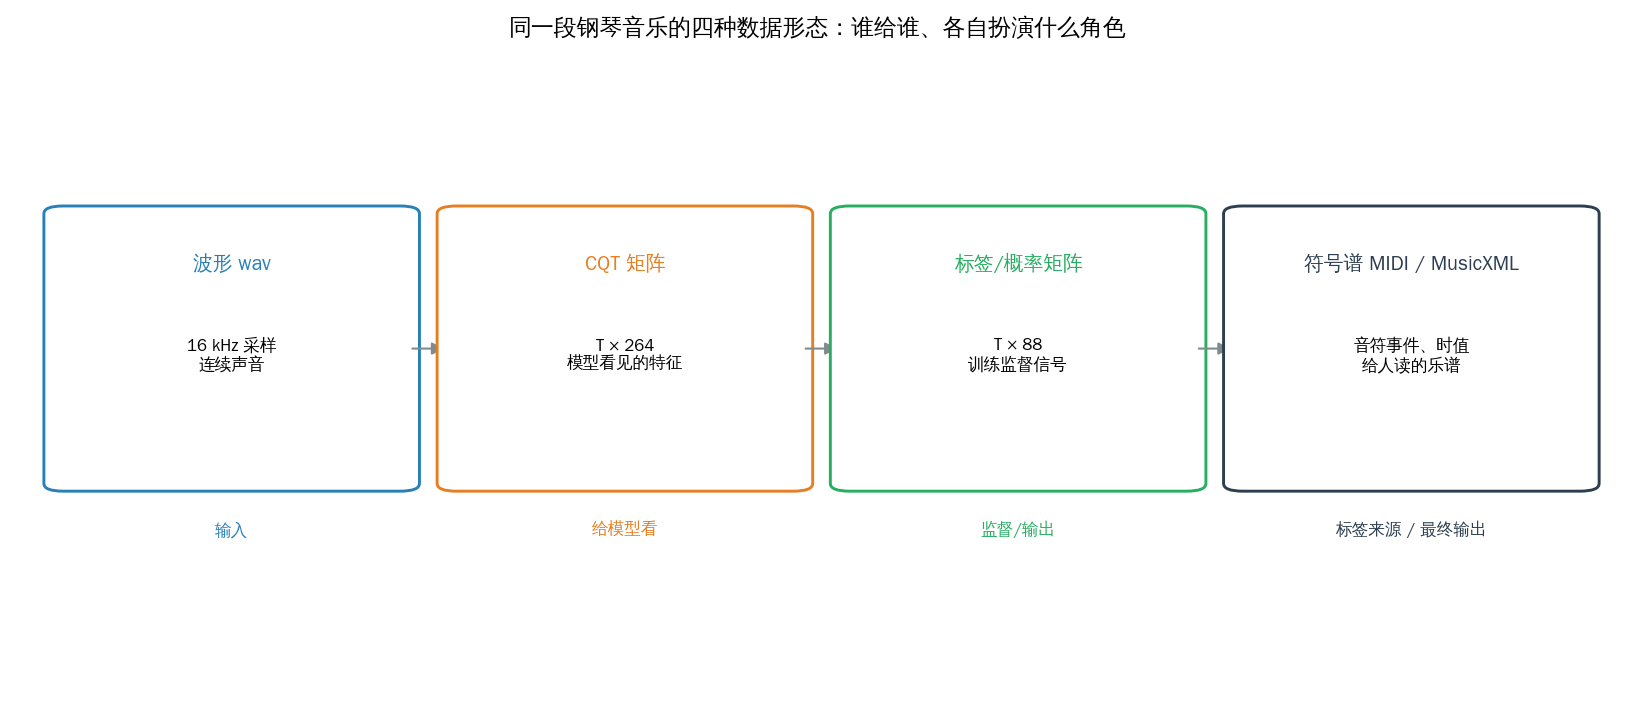 同一段钢琴音乐的四种数据形态：谁给谁、各自扮演什么角色
波形 wav
16 kHz 采样
连续声音
输入
CQT 矩阵
T × 264
模型看见的特征
给模型看
标签/概率矩阵
T × 88
训练监督信号
监督/输出
符号谱 MIDI / MusicXML
音符事件、时值
给人读的乐谱
标签来源 / 最终输出